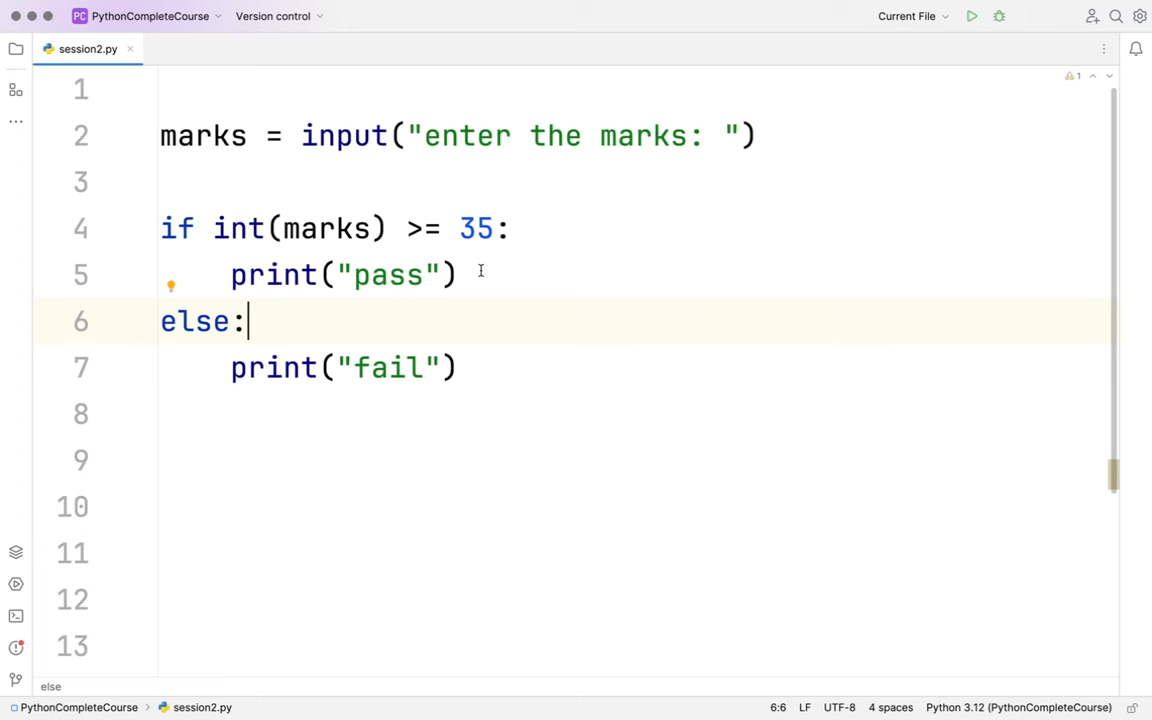 PC PythonCompleteCourse Version control Current File
session2.py
1
2 marks = input("enter the marks: ")
3
4 if int(marks) >= 35:
5 print("pass")
6 else:
7 print("fail")
8
9
10
11
12
13
1
else
PythonCompleteCourse session2.py 6:6 LF UTF-8 4 spaces Python 3.12 (PythonCompleteCourse)